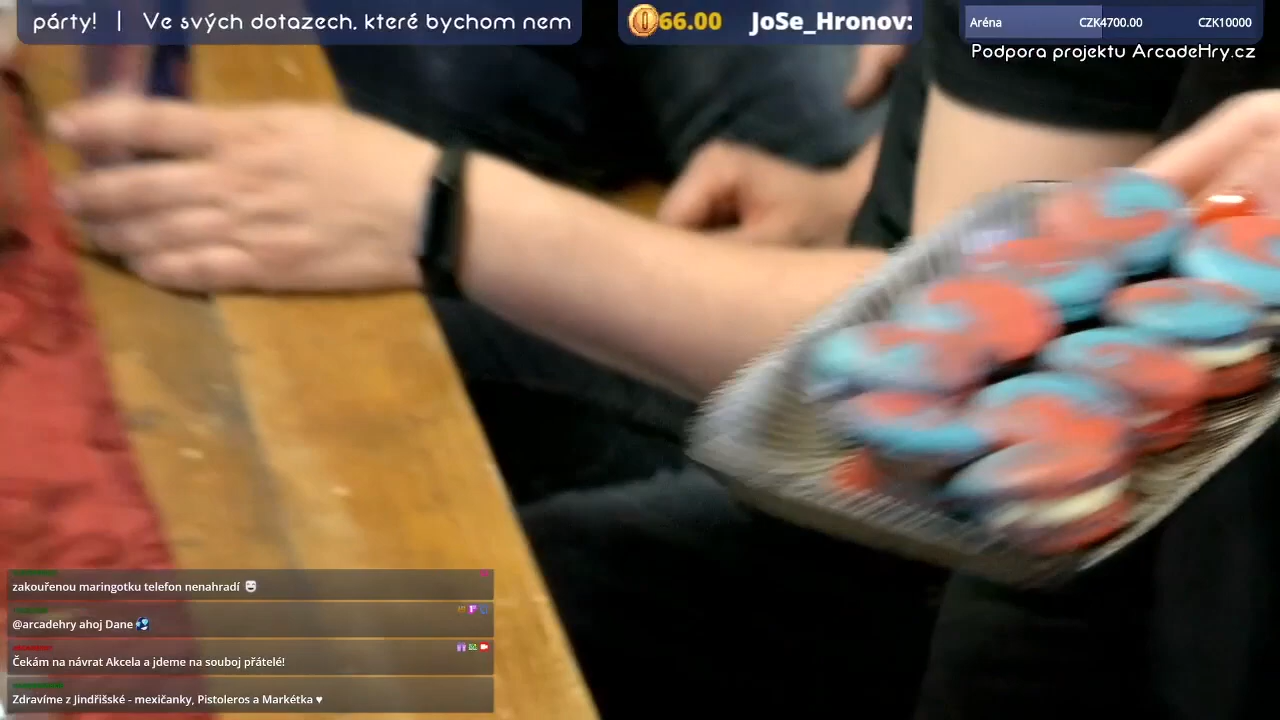 párty! | Ve svých dotazech, které bychom nem
66.00 JoSe_Hronov:
Aréna CZK4700.00 CZK10000
Podpora projektu ArcadeHry.cz
zakouřenou maringotku telefon nenahradí
@arcadehry ahoj Dane
Čekám na návrat Akcela a jdeme na souboj přátelé!
Zdravíme z Jindřišské - mexičanky, Pistoleros a Markétka ♥